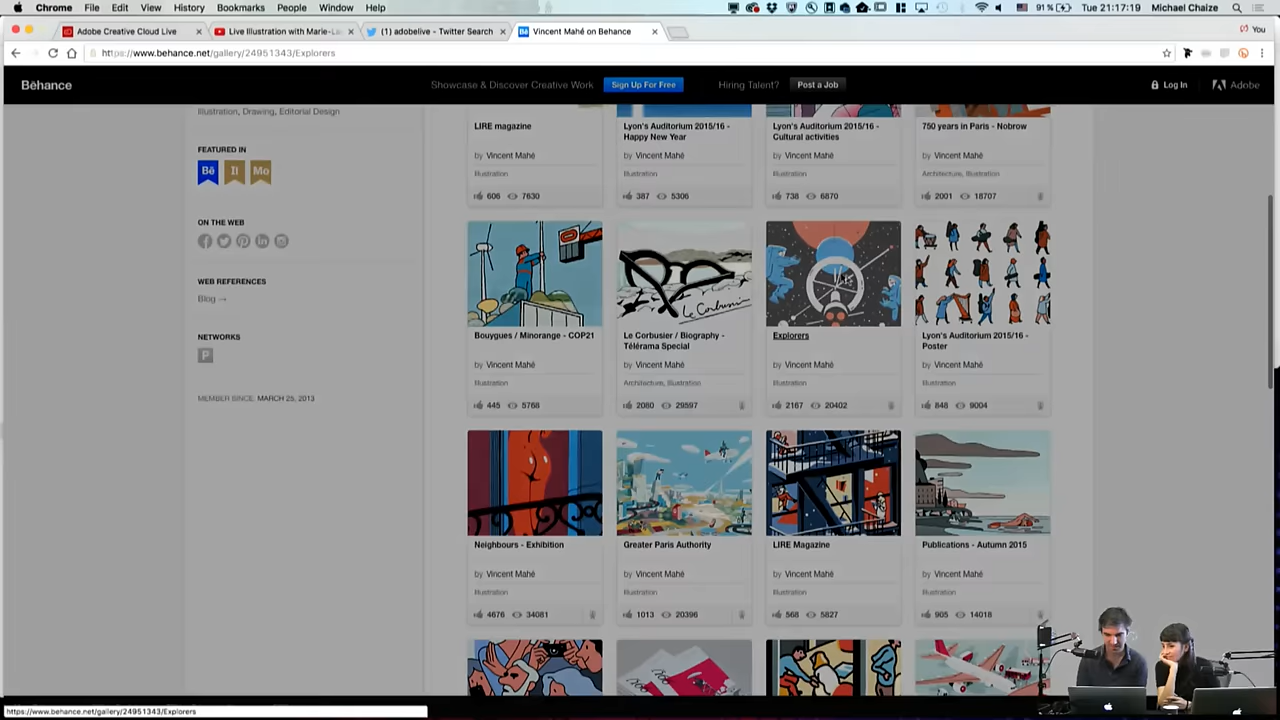 Chrome File Edit View History Bookmarks People Window Help 91% Tue 21:17:19 Michael Chaize
Adobe Creative Cloud Live
Live Illustration with Marie-La
(1) adobelive - Twitter Search
Bē Vincent Mahé on Behance
You
https://www.behance.net/gallery/24951343/Explorers
Bēhance Showcase & Discover Creative Work Sign Up For Free Hiring Talent? Post a Job Log In Adobe
Illustration, Drawing, Editorial Design
FEATURED IN
Bē Il Mo
ON THE WEB
WEB REFERENCES
Blog →
NETWORKS
P
MEMBER SINCE: MARCH 25, 2013
LIRE magazine
by Vincent Mahé
Illustration
606 7630
Lyon's Auditorium 2015/16 -
Happy New Year
by Vincent Mahé
Illustration
387 5306
Lyon's Auditorium 2015/16 -
Cultural activities
by Vincent Mahé
Illustration
738 6870
750 years in Paris - Nobrow
by Vincent Mahé
Architecture, Illustration
2001 18707
Bouygues / Minorange - COP21
by Vincent Mahé
Illustration
445 5768
Le Corbusier
Le Corbusier / Biography -
Télérama Special
by Vincent Mahé
Architecture, Illustration
2080 29597
Explorers
by Vincent Mahé
Illustration
2167 20402
Lyon's Auditorium 2015/16 -
Poster
by Vincent Mahé
Illustration
848 9004
Neighbours - Exhibition
by Vincent Mahé
Illustration
4676 34081
Greater Paris Authority
by Vincent Mahé
Illustration
1013 20396
LIRE Magazine
by Vincent Mahé
Illustration
568 5827
Publications - Autumn 2015
by Vincent Mahé
Illustration
905 14018
https://www.behance.net/gallery/24951343/Explorers